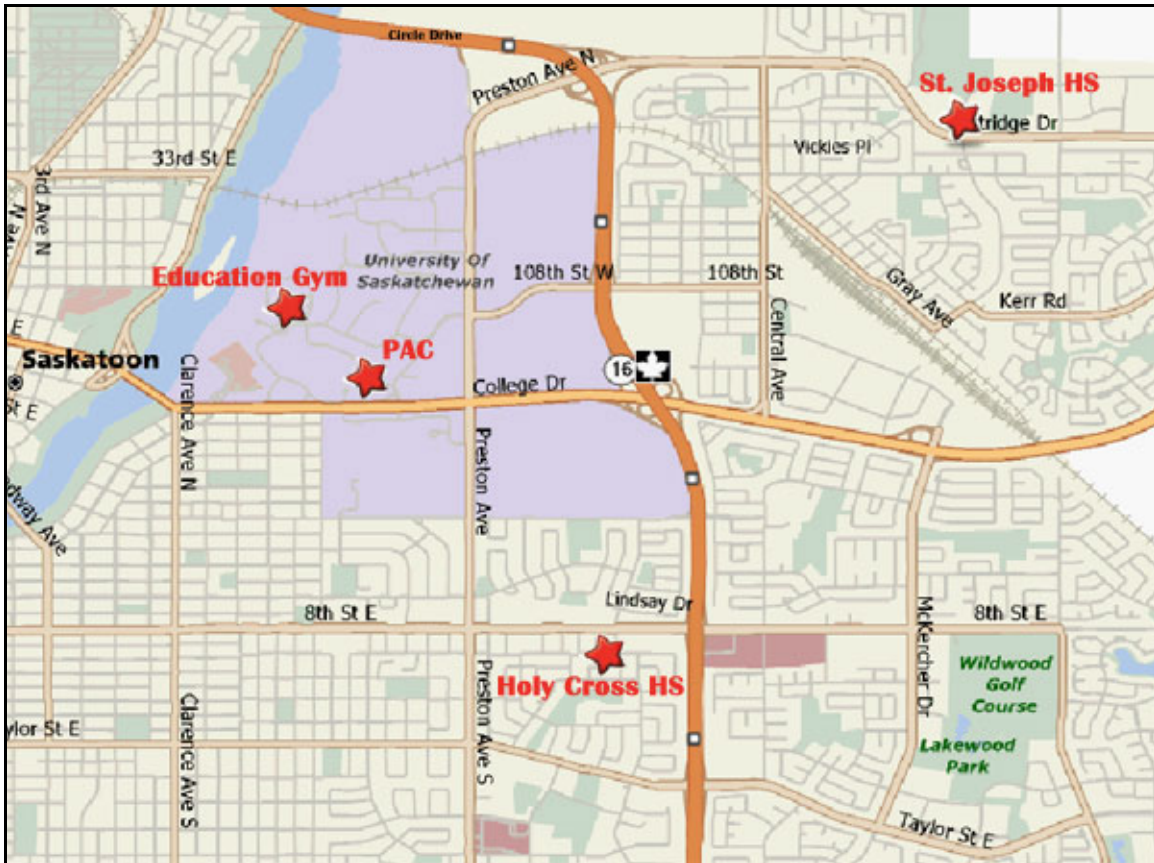 Circle Drive
Preston Ave N
St. Joseph HS
tridge Dr
33rd St E
Vickies Pl
3rd Ave N
N
University Of
Saskatchewan
Education Gym
108th St W
108th St
Gray Ave
Kerr Rd
Central Ave
E
Saskatoon
PAC
16
College Dr
St E
Clarence Ave N
Preston Ave
dway Ave
Lindsay Dr
8th St E
8th St E
McKercher Dr
Holy Cross HS
Wildwood
Golf
Course
Preston Ave S
Clarence Ave S
ylor St E
Lakewood
Park
Taylor St E